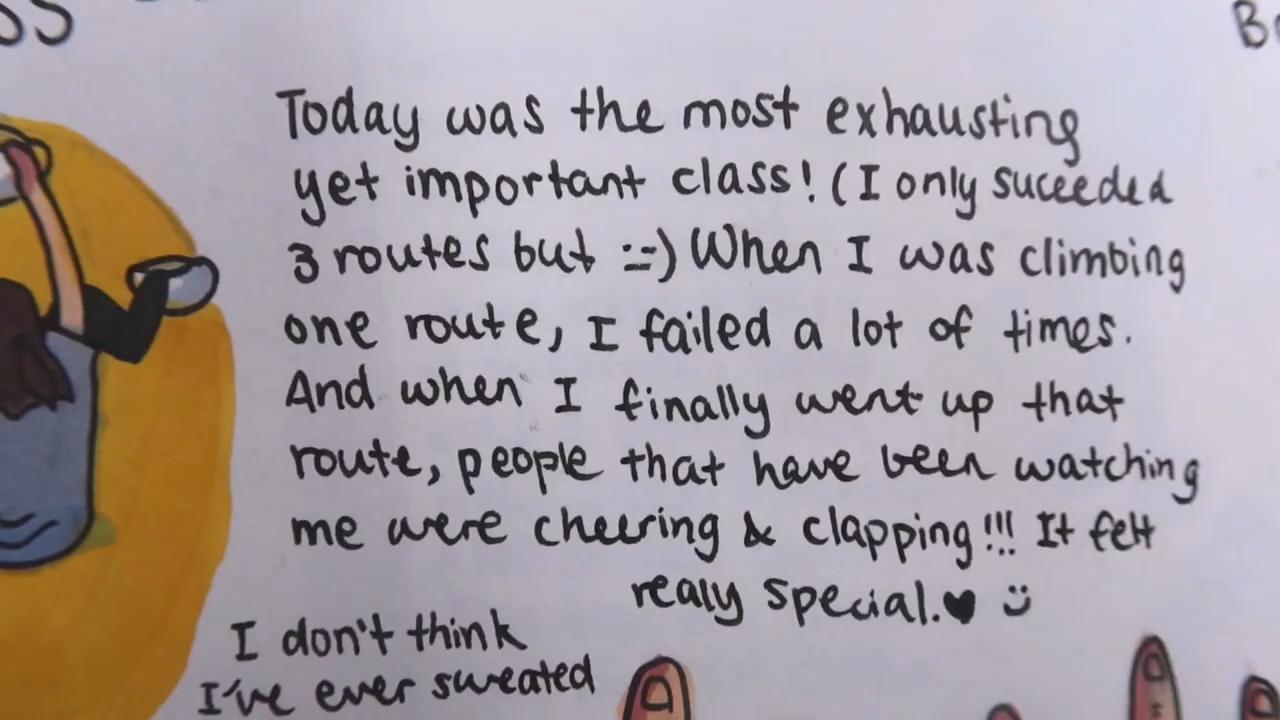 ss
Today was the most exhausting
yet important class! (I only suceeded
3 routes but :=) When I was climbing
one route, I failed a lot of times.
And when I finally went up that
route, people that have been watching
me were cheering & clapping!!! It felt
realy special.♥ :)
I don't think
I've ever sweated